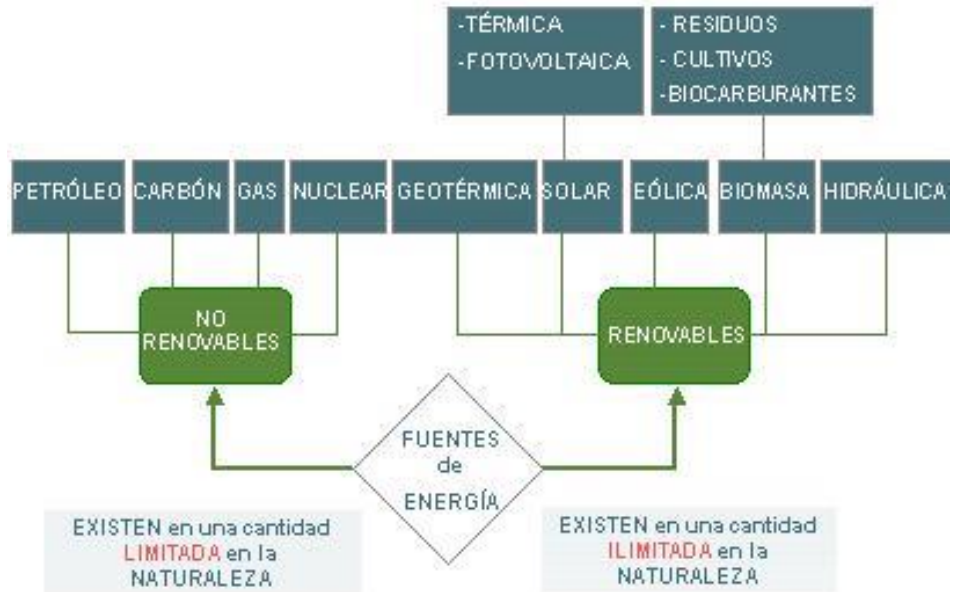 -TÉRMICA
-FOTOVOLTAICA
- RESIDUOS
- CULTIVOS
-BIOCARBURANTES
PETRÓLEO
CARBÓN
GAS
NUCLEAR
GEOTÉRMICA
SOLAR
EÓLICA
BIOMASA
HIDRÁULICA
NO
RENOVABLES
RENOVABLES
FUENTES
de
ENERGÍA
EXISTEN en una cantidad
LIMITADA en la
NATURALEZA
EXISTEN en una cantidad
ILIMITADA en la
NATURALEZA